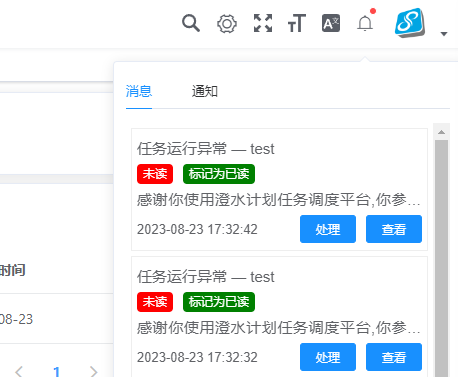 消息 通知
任务运行异常 — test
未读 标记为已读
感谢你使用澄水计划任务调度平台,你参...
2023-08-23 17:32:42 处理 查看
时间
任务运行异常 — test
未读 标记为已读
08-23
感谢你使用澄水计划任务调度平台,你参...
2023-08-23 17:32:32 处理 查看
1